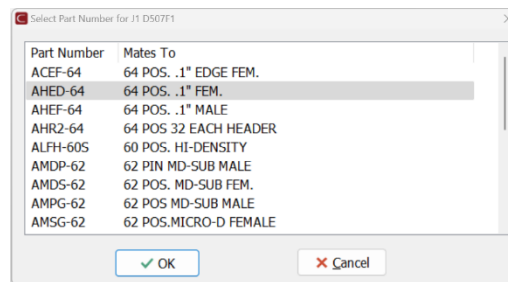 Select Part Number for J1 D507F1
Part Number Mates To
ACEF-64 64 POS. .1" EDGE FEM.
AHED-64 64 POS. .1" FEM.
AHEF-64 64 POS. .1" MALE
AHR2-64 64 POS 32 EACH HEADER
ALFH-60S 60 POS. HI-DENSITY
AMDP-62 62 PIN MD-SUB MALE
AMDS-62 62 POS. MD-SUB FEM.
AMPG-62 62 POS MD-SUB MALE
AMSG-62 62 POS.MICRO-D FEMALE
OK Cancel